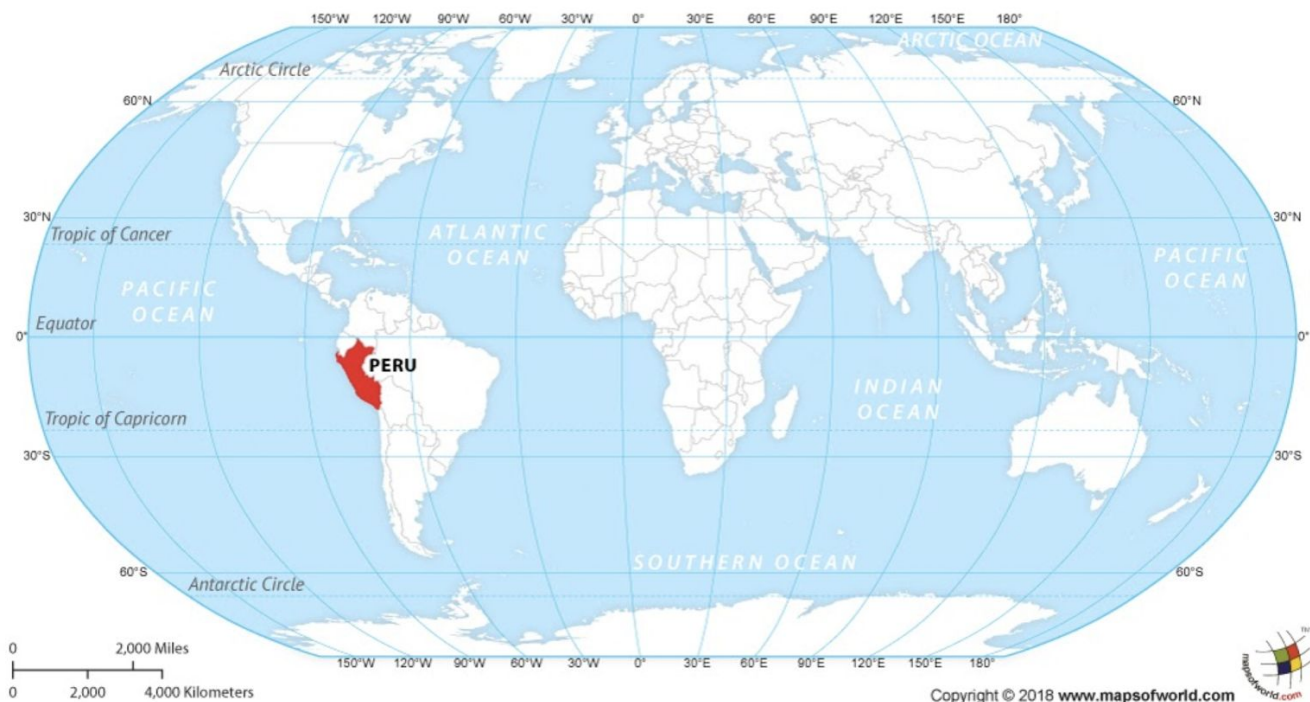 150°W 120°W 90°W 60°W 30°W 0° 30°E 60°E 90°E 120°E 150°E 180°
ARCTIC OCEAN
Arctic Circle
60°N 60°N
30°N 30°N
Tropic of Cancer
ATLANTIC
OCEAN
PACIFIC
OCEAN
PACIFIC
OCEAN
Equator
0° 0°
PERU
INDIAN
OCEAN
Tropic of Capricorn
30°S 30°S
SOUTHERN OCEAN
60°S 60°S
Antarctic Circle
150°W 120°W 90°W 60°W 30°W 0° 30°E 60°E 90°E 120°E 150°E 180°
0 2,000 Miles
0 2,000 4,000 Kilometers
Copyright © 2018 www.mapsofworld.com
mapsofworld.com
TM